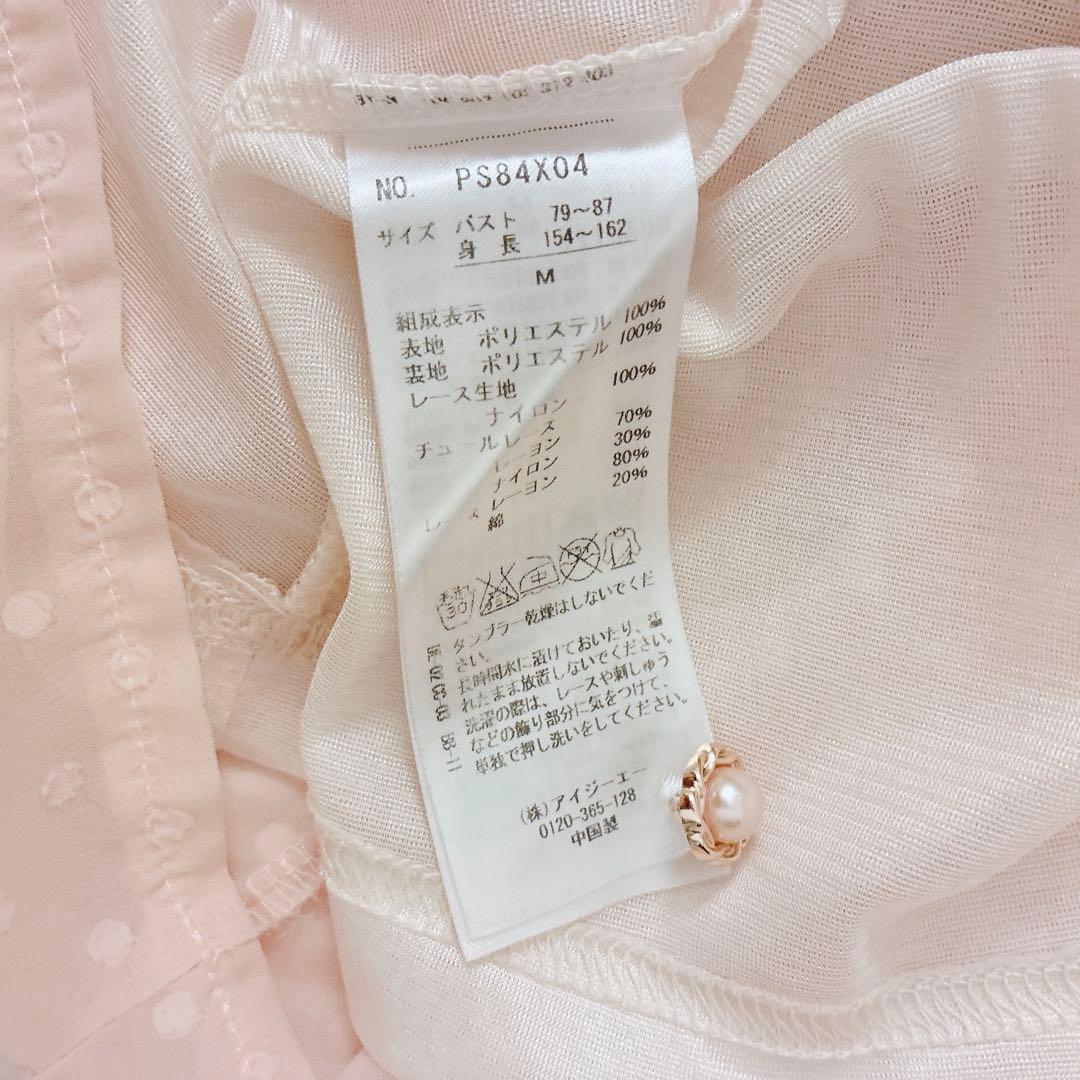 NO. PS84X04
サイズ バスト 79～87
身長 154～162
M
組成表示
表地 ポリエステル 100%
裏地 ポリエステル 100%
レース生地
ナイロン 100%
チュールレース
レーヨン 70%
ナイロン 30%
レース レーヨン 80%
綿 20%
手洗イ
30
タンブラー乾燥はしないでくだ
さい。
長時間水に漬けておいたり、濡
れたまま放置しないでください。
洗濯の際は、レースや刺しゅう
などの飾り部分に気をつけて、
単独で押し洗いをしてください。
(株)アイジーエー
0120-365-128
中国製